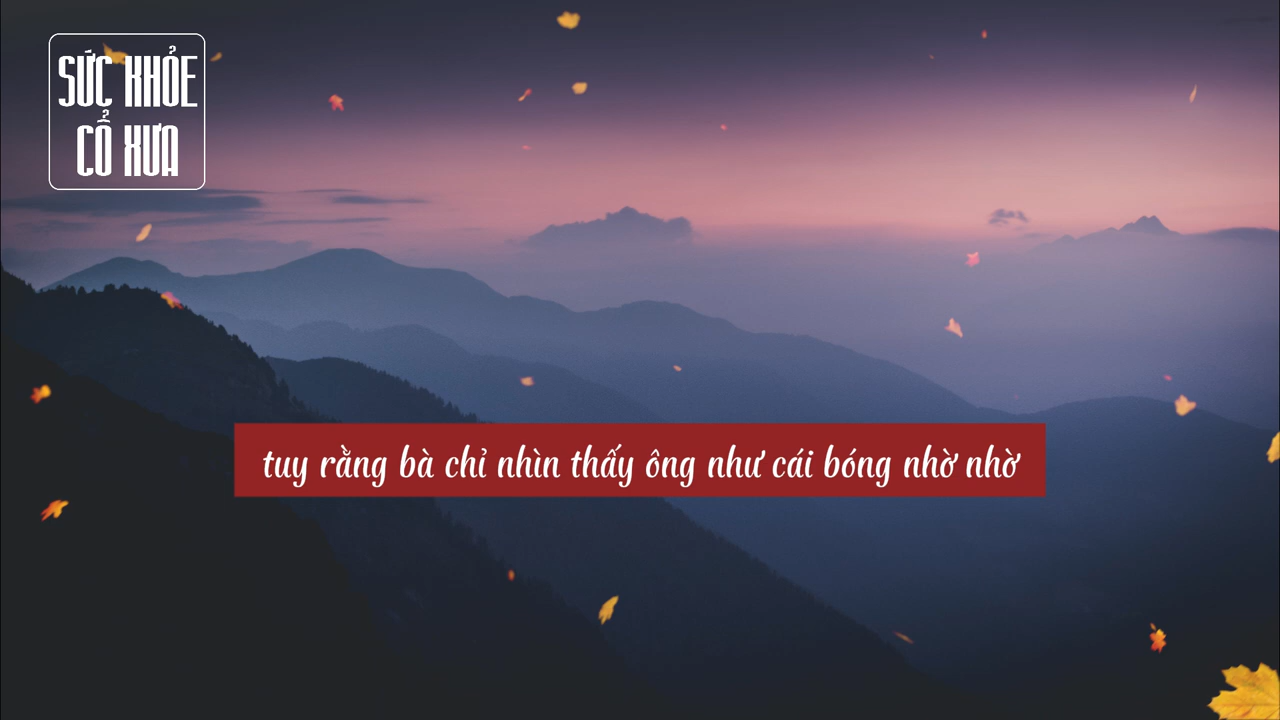 SỨC KHỎE
CỔ XƯA
tuy rằng bà chỉ nhìn thấy ông như cái bóng nhờ nhờ